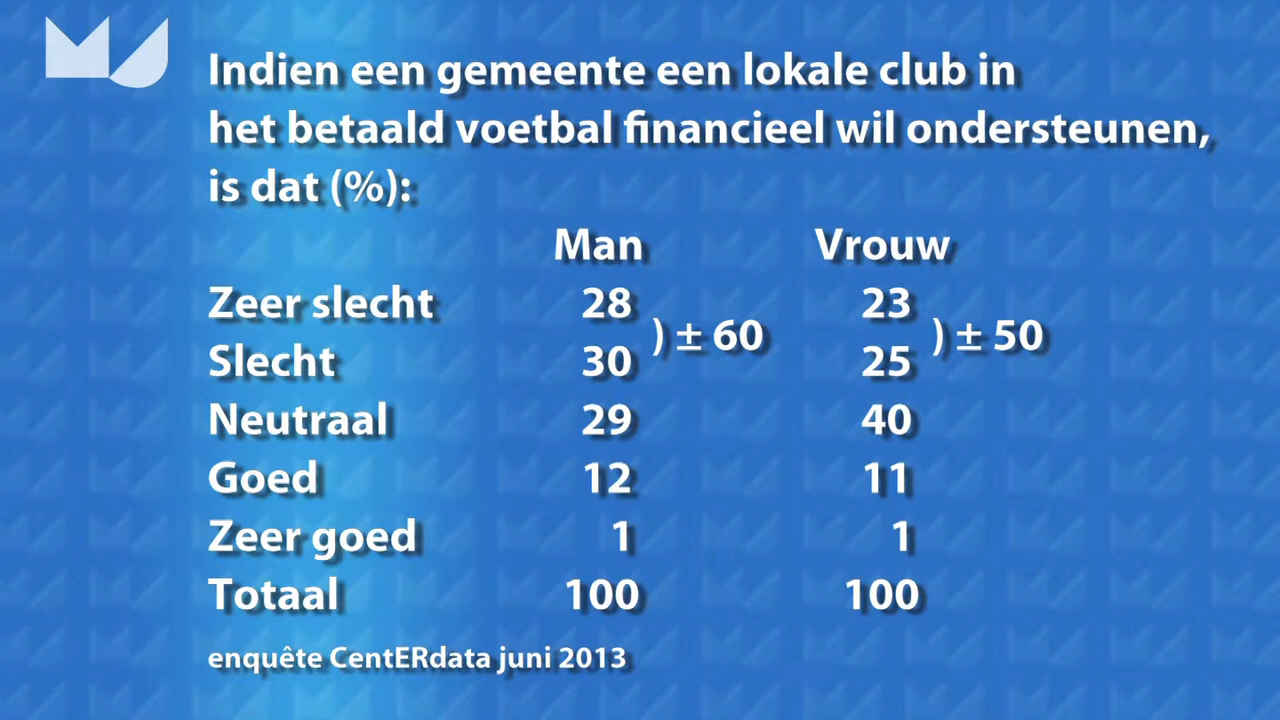 Indien een gemeente een lokale club in
het betaald voetbal financieel wil ondersteunen,
is dat (%):
Man Vrouw
Zeer slecht 28 23
) ± 60 ) ± 50
Slecht 30 25
Neutraal 29 40
Goed 12 11
Zeer goed 1 1
Totaal 100 100
enquête CentERdata juni 2013